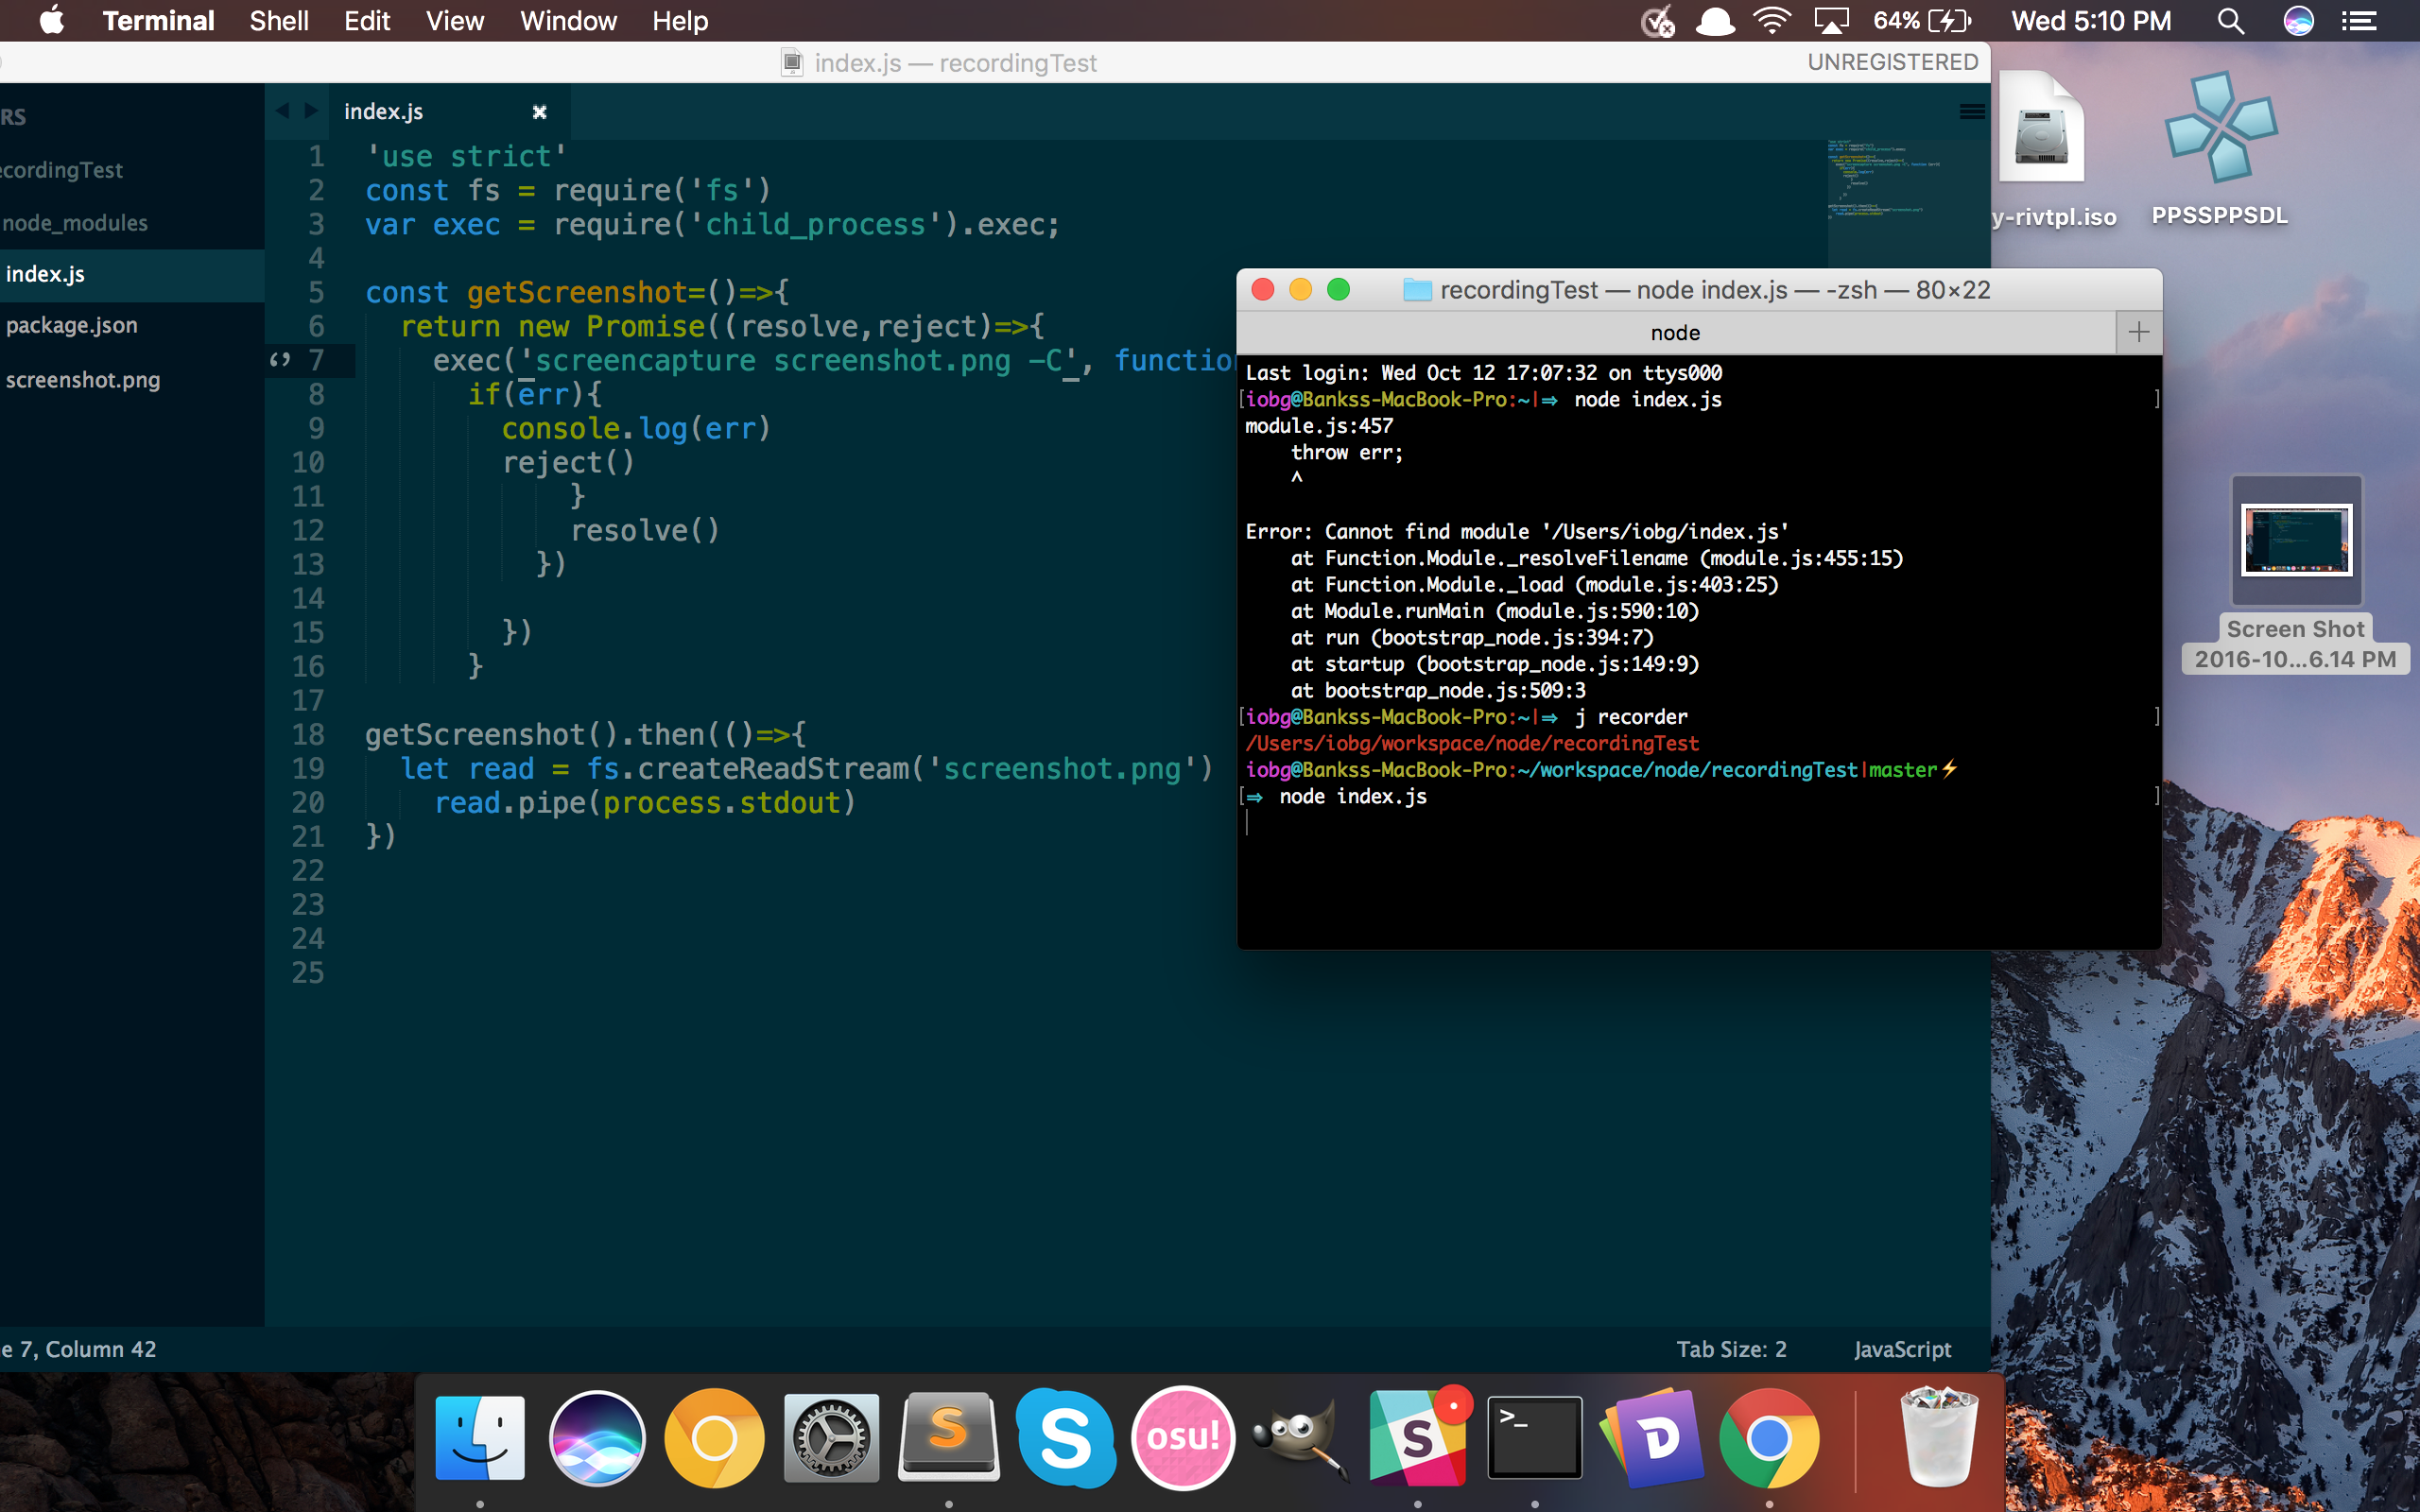 Terminal Shell Edit View Window Help 64% Wed 5:10 PM
index.js — recordingTest UNREGISTERED
RS
ecordingTest
node_modules
index.js
package.json
screenshot.png
index.js
1 'use strict'
2 const fs = require('fs')
3 var exec = require('child_process').exec;
4
5 const getScreenshot=()=>{
6 return new Promise((resolve,reject)=>{
7 exec('screencapture screenshot.png -C', functio
8 if(err){
9 console.log(err)
10 reject()
11 }
12 resolve()
13 })
14
15 })
16 }
17
18 getScreenshot().then(()=>{
19 let read = fs.createReadStream('screenshot.png')
20 read.pipe(process.stdout)
21 })
22
23
24
25
e 7, Column 42
Tab Size: 2 JavaScript
recordingTest — node index.js — -zsh — 80×22
node
Last login: Wed Oct 12 17:07:32 on ttys000
[iobg@Bankss-MacBook-Pro:~|⇒ node index.js ]
module.js:457
throw err;
^
Error: Cannot find module '/Users/iobg/index.js'
at Function.Module._resolveFilename (module.js:455:15)
at Function.Module._load (module.js:403:25)
at Module.runMain (module.js:590:10)
at run (bootstrap_node.js:394:7)
at startup (bootstrap_node.js:149:9)
at bootstrap_node.js:509:3
[iobg@Bankss-MacBook-Pro:~|⇒ j recorder ]
/Users/iobg/workspace/node/recordingTest
iobg@Bankss-MacBook-Pro:~/workspace/node/recordingTest|master⚡
[⇒ node index.js ]
y-rivtpl.iso
PPSSPPSDL
Screen Shot
2016-10...6.14 PM
S
S
osu!
S
>_
D